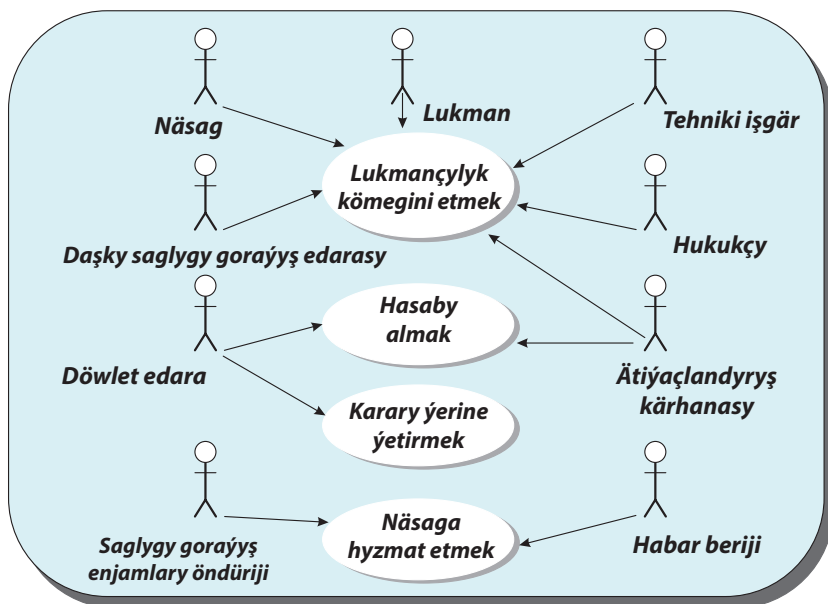 Näsag
Lukman
Tehniki işgär
Lukmançylyk
kömegini etmek
Daşky saglygy goraýyş edarasy
Hukukçy
Hasaby
almak
Döwlet edara
Ätiýaçlandyryş
kärhanasy
Karary ýerine
ýetirmek
Saglygy goraýyş
enjamlary öndüriji
Näsaga
hyzmat etmek
Habar beriji